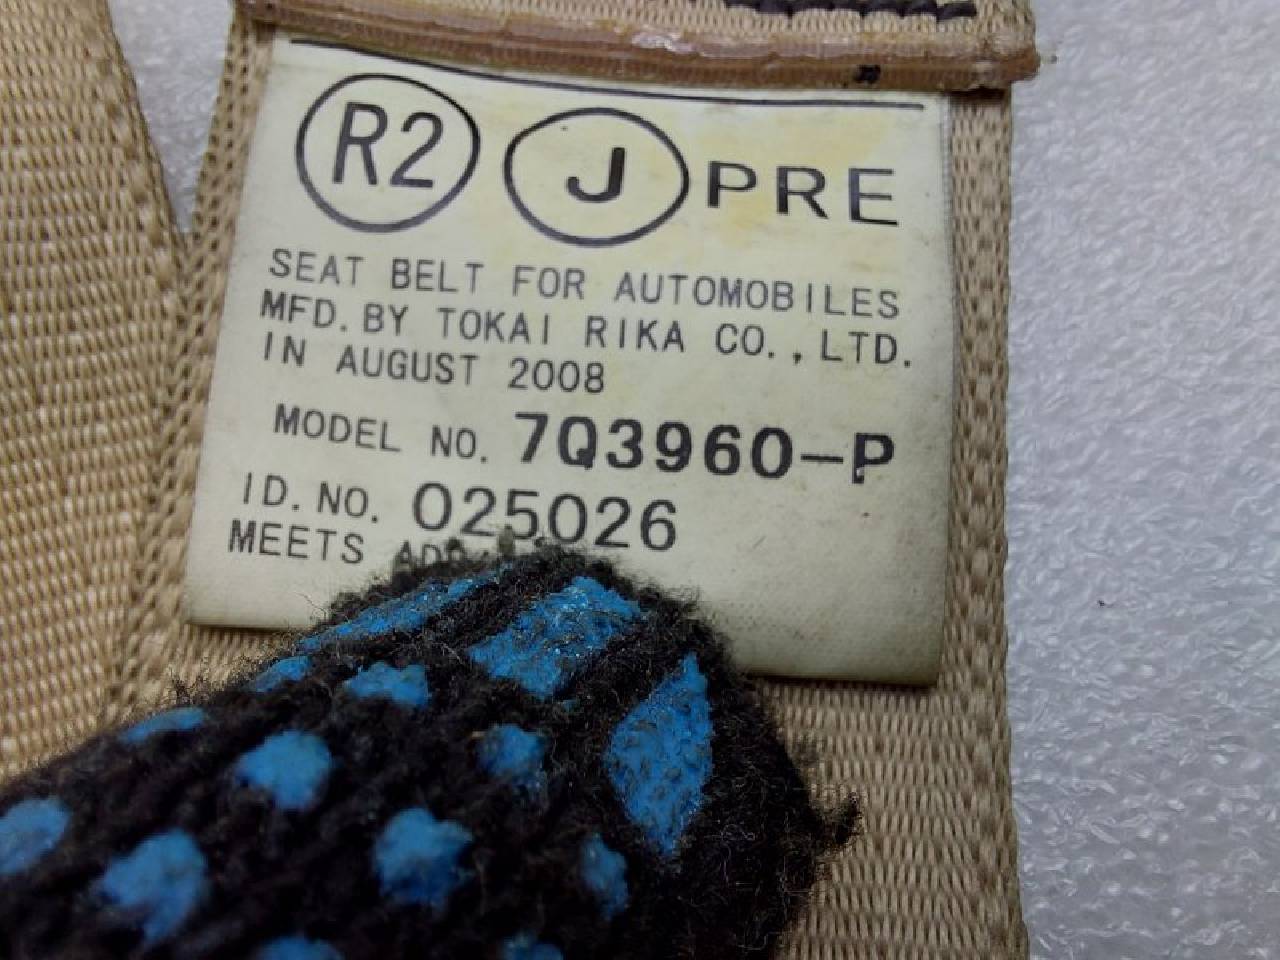 R2 J PRE
SEAT BELT FOR AUTOMOBILES
MFD. BY TOKAI RIKA CO., LTD.
IN AUGUST 2008
MODEL NO. 7Q3960-P
ID. NO. 025026
MEETS